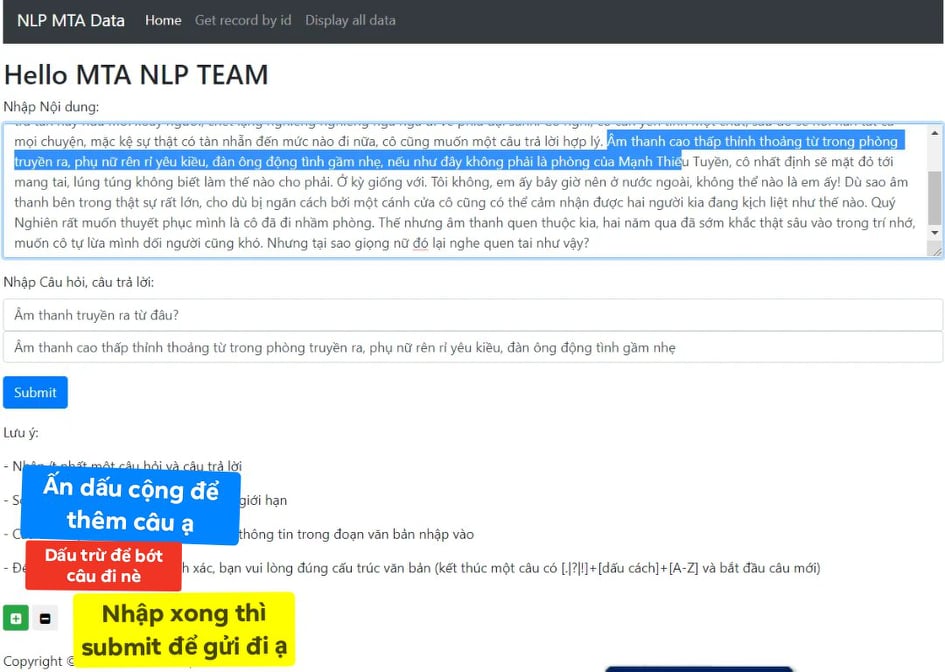 NLP MTA Data Home Get record by id Display all data
Hello MTA NLP TEAM
Nhập Nội dung:
mọi chuyện, mặc kệ sự thật có tàn nhẫn đến mức nào đi nữa, cô cũng muốn một câu trả lời hợp lý. Âm thanh cao thấp thỉnh thoảng từ trong phòng
truyền ra, phụ nữ rên rỉ yêu kiều, đàn ông động tình gầm nhẹ, nếu như đây không phải là phòng của Mạnh Thiếu Tuyền, cô nhất định sẽ mặt đỏ tới
mang tai, lúng túng không biết làm thế nào cho phải. Ở kỳ giống với. Tôi không, em ấy bây giờ nên ở nước ngoài, không thể nào là em ấy! Dù sao âm
thanh bên trong thật sự rất lớn, cho dù bị ngăn cách bởi một cánh cửa cô cũng có thể cảm nhận được hai người kia đang kịch liệt như thế nào. Quý
Nghiên rất muốn thuyết phục mình là cô đã đi nhầm phòng. Thế nhưng âm thanh quen thuộc kia, hai năm qua đã sớm khắc thật sâu vào trong trí nhớ,
muốn cô tự lừa mình dối người cũng khó. Nhưng tại sao giọng nữ đó lại nghe quen tai như vậy?
Nhập Câu hỏi, câu trả lời:
Âm thanh truyền ra từ đâu?
Âm thanh cao thấp thỉnh thoảng từ trong phòng truyền ra, phụ nữ rên rỉ yêu kiều, đàn ông động tình gầm nhẹ
Submit
Lưu ý:
- Nhập ít nhất một câu hỏi và câu trả lời
giới hạn
thông tin trong đoạn văn bản nhập vào
xác, bạn vui lòng đúng cấu trúc văn bản (kết thúc một câu có [.|?|!]+[dấu cách]+[A-Z] và bắt đầu câu mới)
Ấn dấu cộng để
thêm câu ạ
Dấu trừ để bớt
câu đi nè
Nhập xong thì
submit để gửi đi ạ
Copyright ©